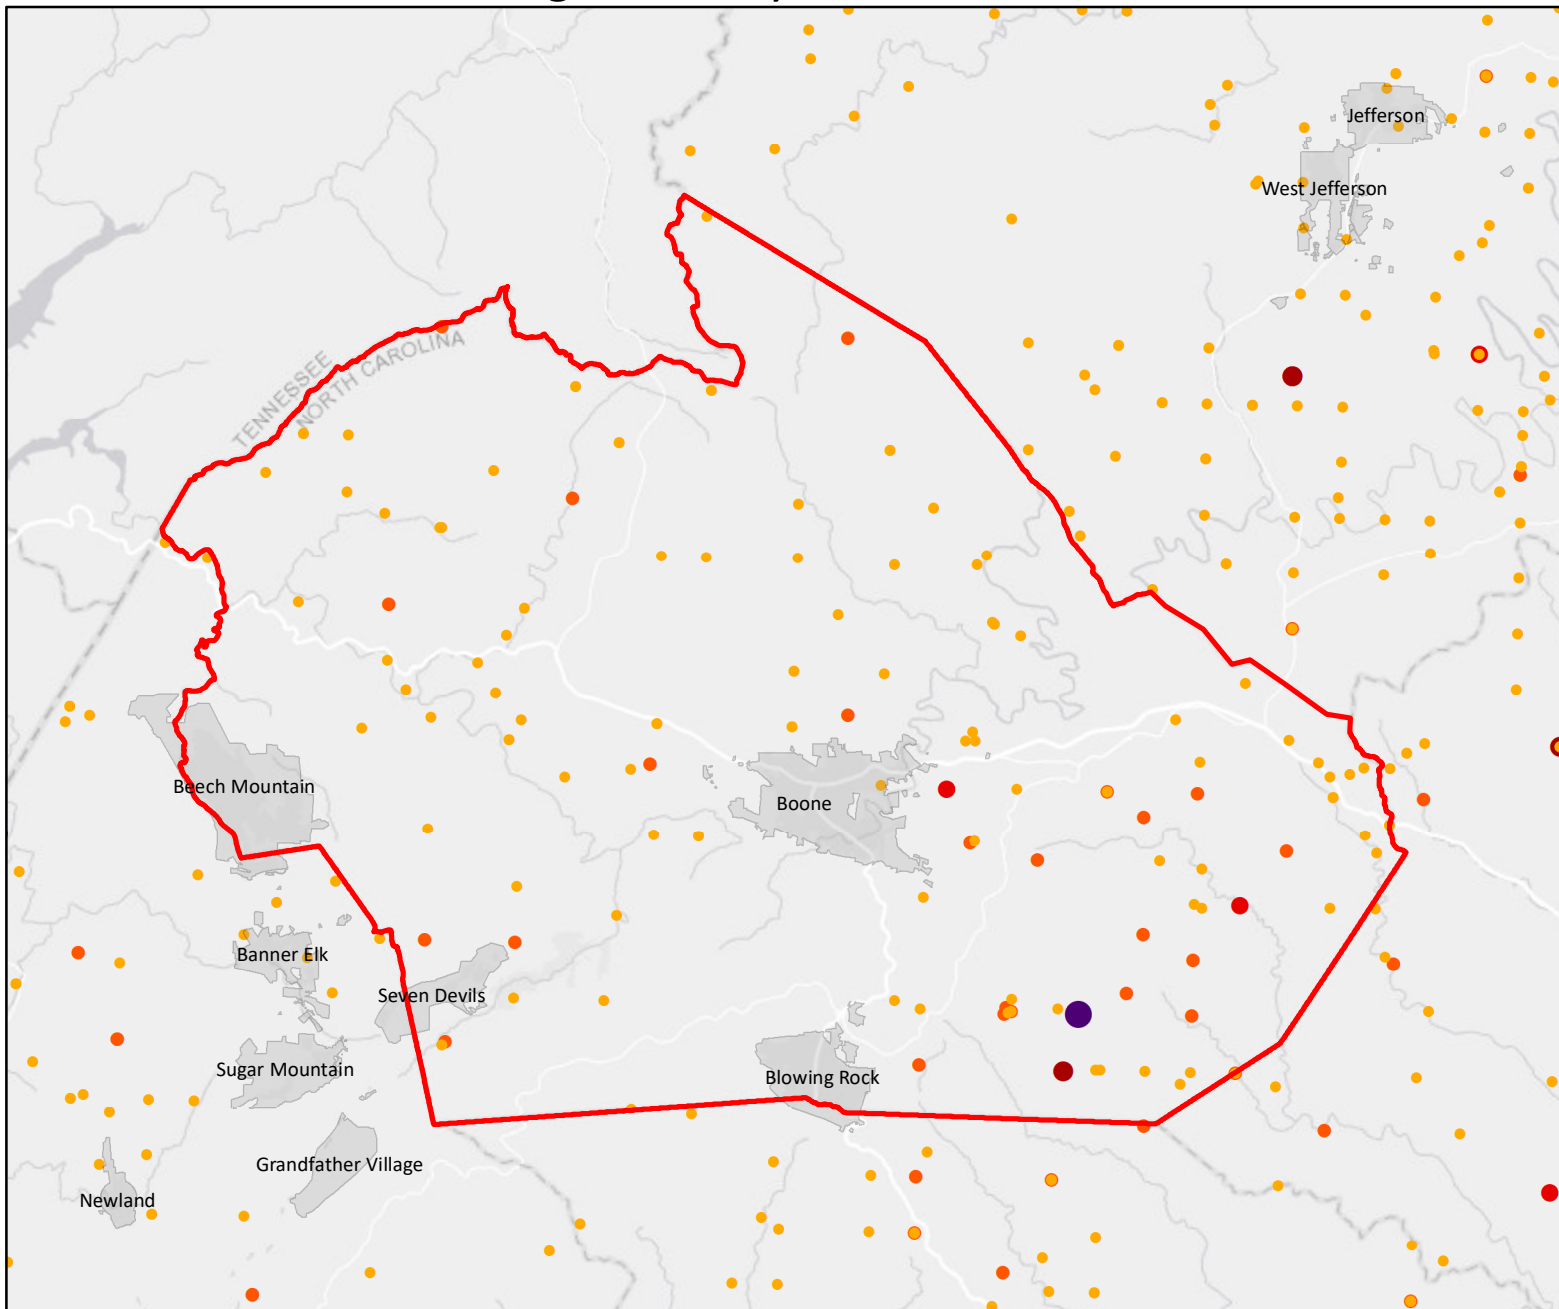 Jefferson
West Jefferson
TENNESSEE
NORTH CAROLINA
Beech Mountain
Boone
Banner Elk
Seven Devils
Sugar Mountain
Blowing Rock
Grandfather Village
Newland